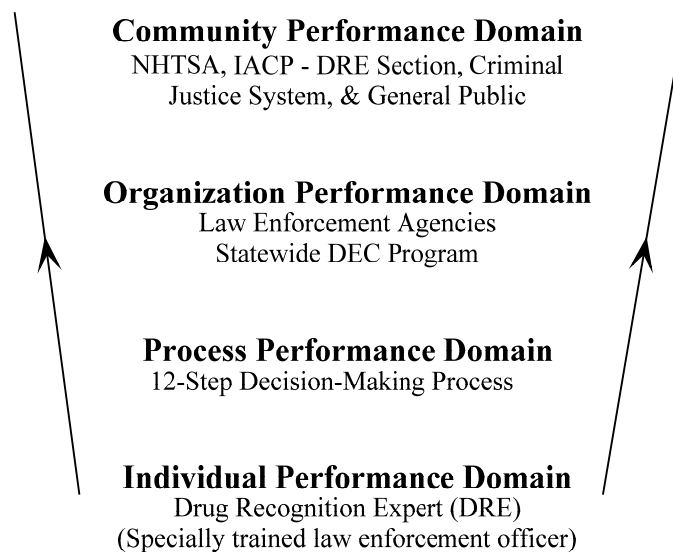 Community Performance Domain
NHTSA, IACP - DRE Section, Criminal
Justice System, & General Public
Organization Performance Domain
Law Enforcement Agencies
Statewide DEC Program
Process Performance Domain
12-Step Decision-Making Process
Individual Performance Domain
Drug Recognition Expert (DRE)
(Specially trained law enforcement officer)